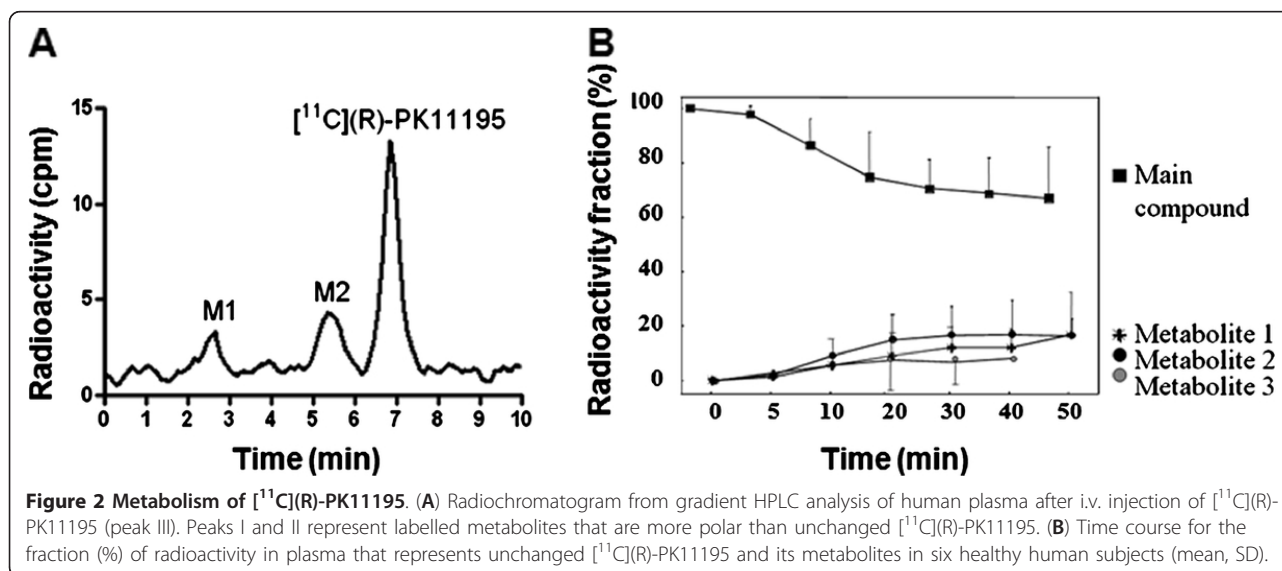 A
15
10
5
0
Radioactivity (cpm)
[¹¹C](R)-PK11195
M1
M2
0 1 2 3 4 5 6 7 8 9 10
Time (min)
B
100
80
60
40
20
0
Radioactivity fraction (%)
0 5 10 20 30 40 50
Time (min)
Main
compound
Metabolite 1
Metabolite 2
Metabolite 3
Figure 2 Metabolism of [¹¹C](R)-PK11195. (A) Radiochromatogram from gradient HPLC analysis of human plasma after i.v. injection of [¹¹C](R)-
PK11195 (peak III). Peaks I and II represent labelled metabolites that are more polar than unchanged [¹¹C](R)-PK11195. (B) Time course for the
fraction (%) of radioactivity in plasma that represents unchanged [¹¹C](R)-PK11195 and its metabolites in six healthy human subjects (mean, SD).